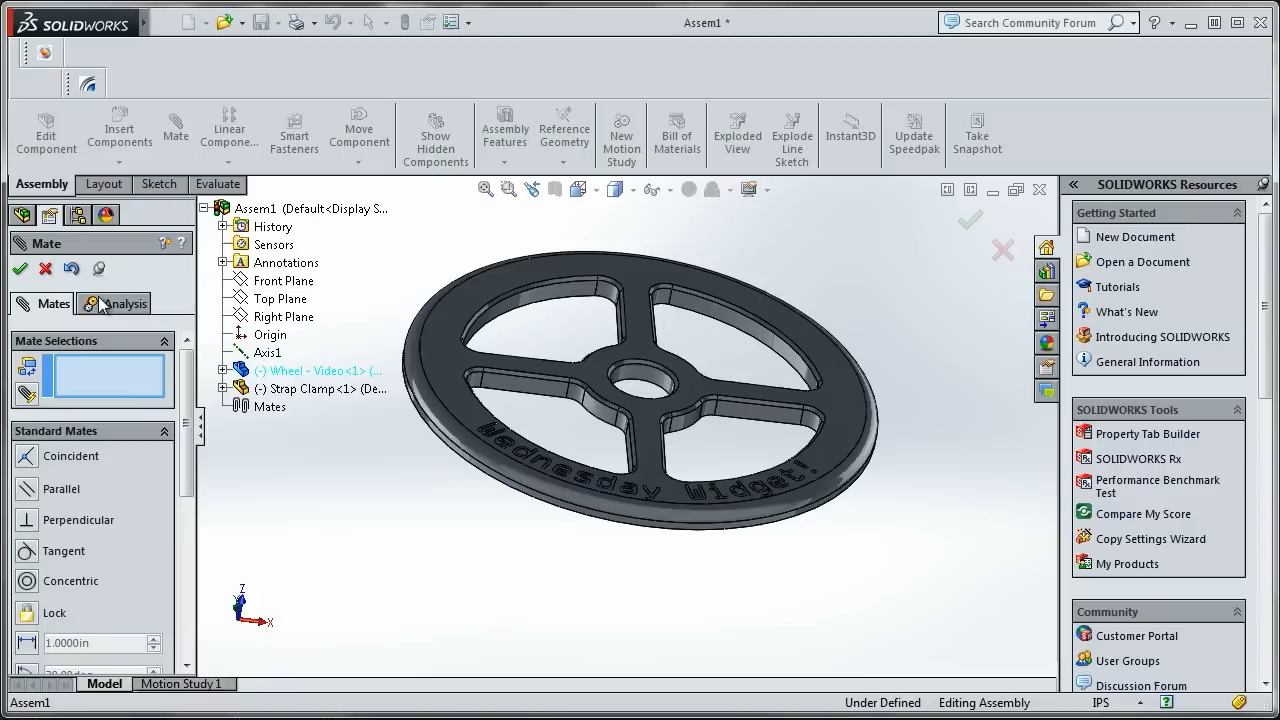 SOLIDWORKS
Assem1 *
Search Community Forum
Edit Component
Insert Components
Mate
Linear Compone...
Smart Fasteners
Move Component
Show Hidden Components
Assembly Features
Reference Geometry
New Motion Study
Bill of Materials
Exploded View
Explode Line Sketch
Instant3D
Update Speedpak
Take Snapshot
Assembly
Layout
Sketch
Evaluate
Mate
Mates
Analysis
Mate Selections
Standard Mates
Coincident
Parallel
Perpendicular
Tangent
Concentric
Lock
1.0000in
Assem1 (Default<Display S...
History
Sensors
Annotations
Front Plane
Top Plane
Right Plane
Origin
Axis1
(-) Wheel - Video<1> (...
(-) Strap Clamp<1> (De...
Mates
Wednesday Widget!
Z
X
SOLIDWORKS Resources
Getting Started
New Document
Open a Document
Tutorials
What's New
Introducing SOLIDWORKS
General Information
SOLIDWORKS Tools
Property Tab Builder
SOLIDWORKS Rx
Performance Benchmark
Test
Compare My Score
Copy Settings Wizard
My Products
Community
Customer Portal
User Groups
Discussion Forum
Model
Motion Study 1
Assem1
Under Defined
Editing Assembly
IPS